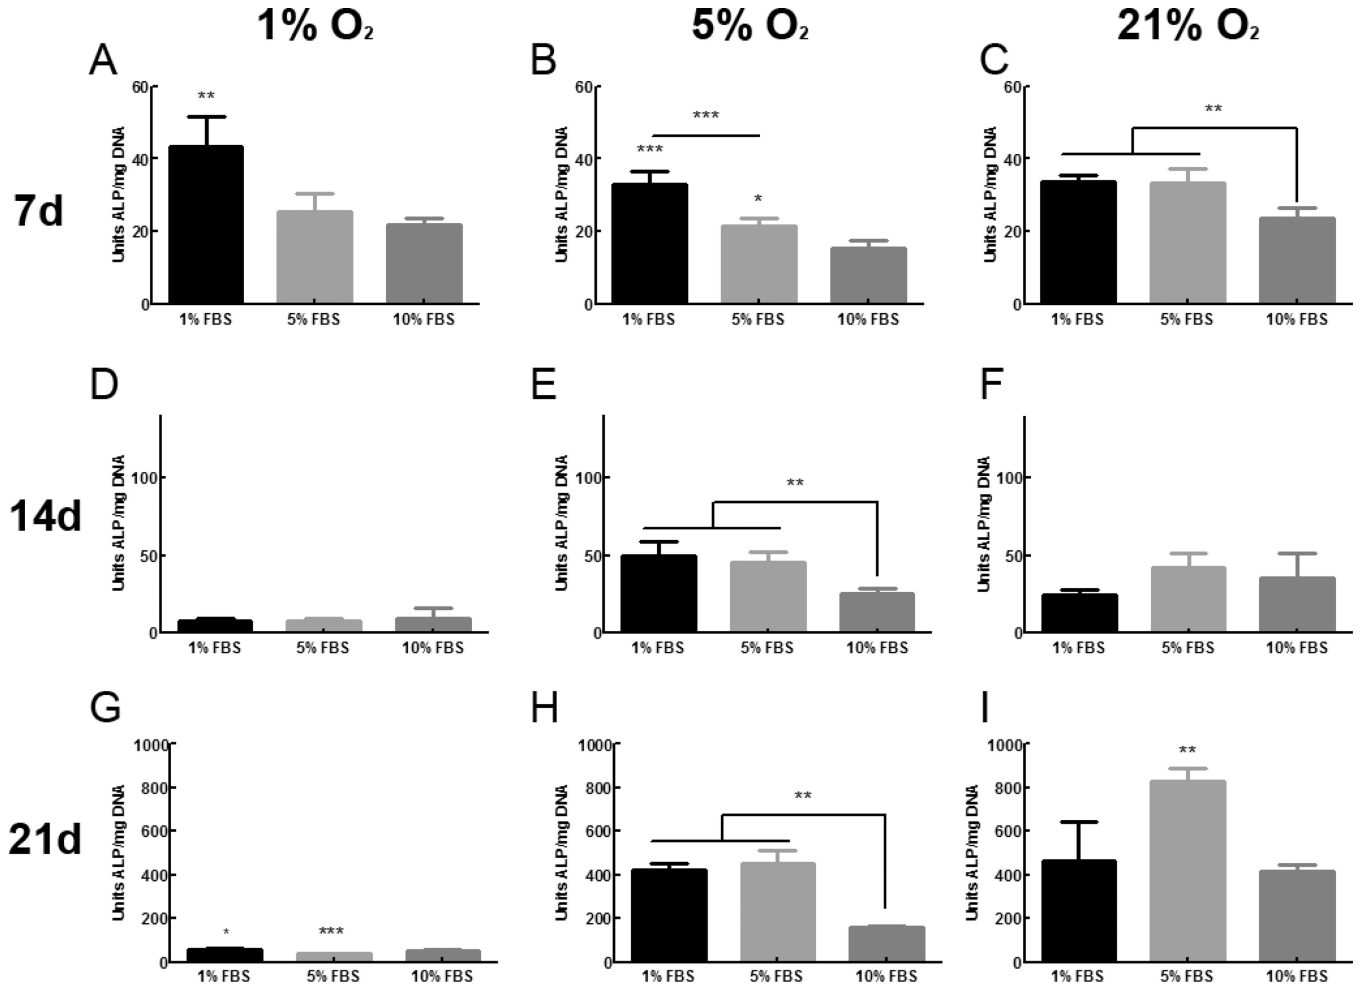 1% O₂ 5% O₂ 21% O₂
A B C
7d
Units ALP/mg DNA
60
40
20
0
**
1% FBS 5% FBS 10% FBS
Units ALP/mg DNA
60
40
20
0
***
***
*
1% FBS 5% FBS 10% FBS
Units ALP/mg DNA
60
40
20
0
**
1% FBS 5% FBS 10% FBS
D E F
14d
Units ALP/mg DNA
100
50
0
1% FBS 5% FBS 10% FBS
Units ALP/mg DNA
100
50
0
**
1% FBS 5% FBS 10% FBS
Units ALP/mg DNA
100
50
0
1% FBS 5% FBS 10% FBS
G H I
21d
Units ALP/mg DNA
1000
800
600
400
200
0
* ***
1% FBS 5% FBS 10% FBS
Units ALP/mg DNA
1000
800
600
400
200
0
**
1% FBS 5% FBS 10% FBS
Units ALP/mg DNA
1000
800
600
400
200
0
**
1% FBS 5% FBS 10% FBS